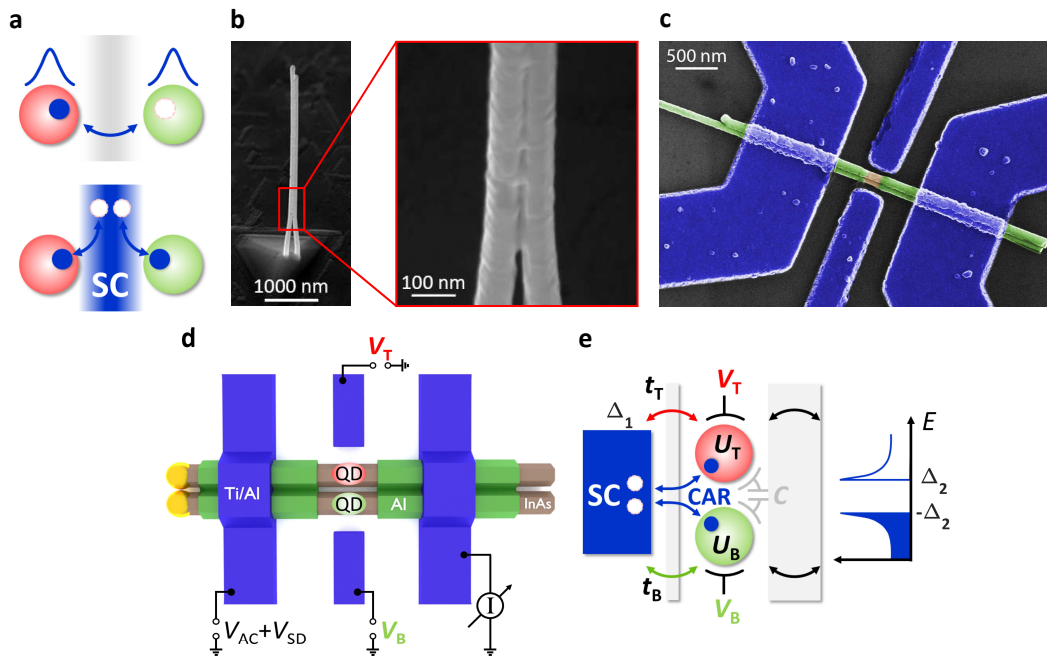 a
SC
b
1000 nm
100 nm
c
500 nm
d
V_T
QD
Ti/Al
QD
Al
InAs
I
V_AC+V_SD
V_B
e
t_T
V_T
Δ_1
E
U_T
Δ_2
SC
CAR
C
-Δ_2
U_B
t_B
V_B